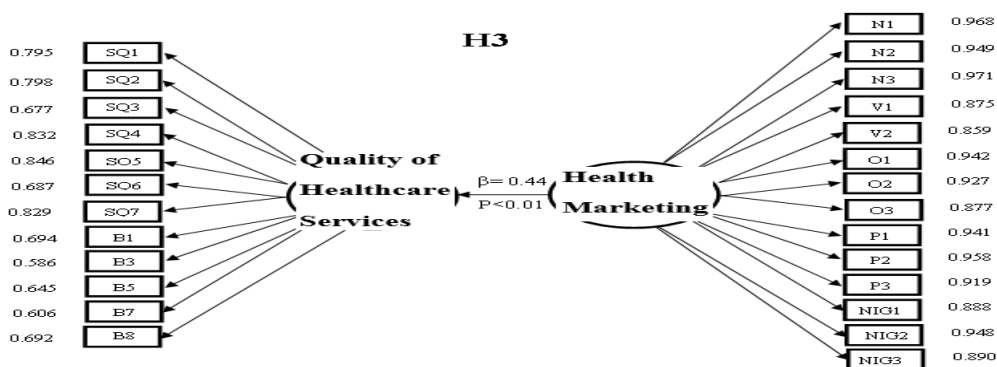 H3
0.795 SQ1
0.798 SQ2
0.677 SQ3
0.832 SQ4
0.846 SO5
0.687 SQ6
0.829 SQ7
0.694 B1
0.586 B3
0.645 B5
0.606 B7
0.692 B8
Quality of
Healthcare
Services
β= 0.44
P<0.01
Health
Marketing
N1 0.968
N2 0.949
N3 0.971
V1 0.875
V2 0.859
O1 0.942
O2 0.927
O3 0.877
P1 0.941
P2 0.958
P3 0.919
NIG1 0.888
NIG2 0.948
NIG3 0.890